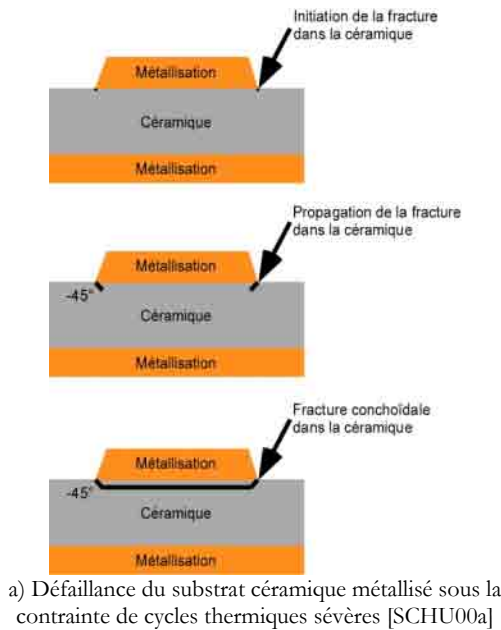 Initiation de la fracture
dans la céramique
Métallisation
Céramique
Métallisation
Propagation de la fracture
dans la céramique
Métallisation
-45°
Céramique
Métallisation
Fracture conchoïdale
dans la céramique
Métallisation
-45°
Céramique
Métallisation
a) Défaillance du substrat céramique métallisé sous la
contrainte de cycles thermiques sévères [SCHU00a]